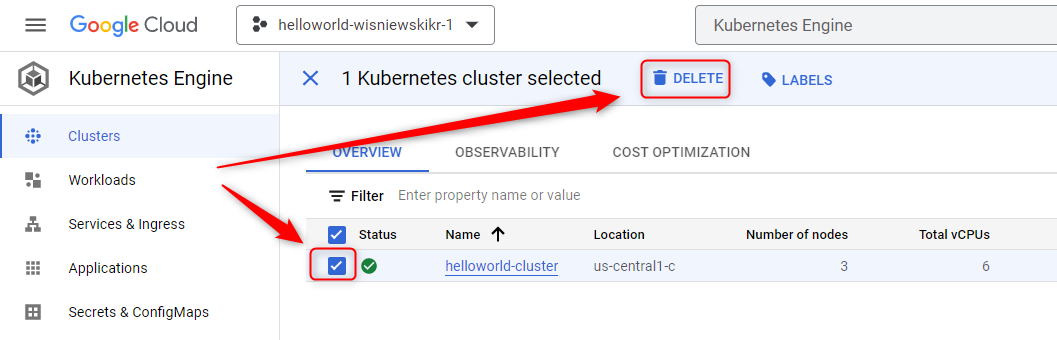 Google Cloud
helloworld-wisniewskikr-1
Kubernetes Engine
Kubernetes Engine
1 Kubernetes cluster selected
DELETE
LABELS
Clusters
Workloads
Services & Ingress
Applications
Secrets & ConfigMaps
OVERVIEW
OBSERVABILITY
COST OPTIMIZATION
Filter Enter property name or value
Status Name Location Number of nodes Total vCPUs
helloworld-cluster us-central1-c 3 6